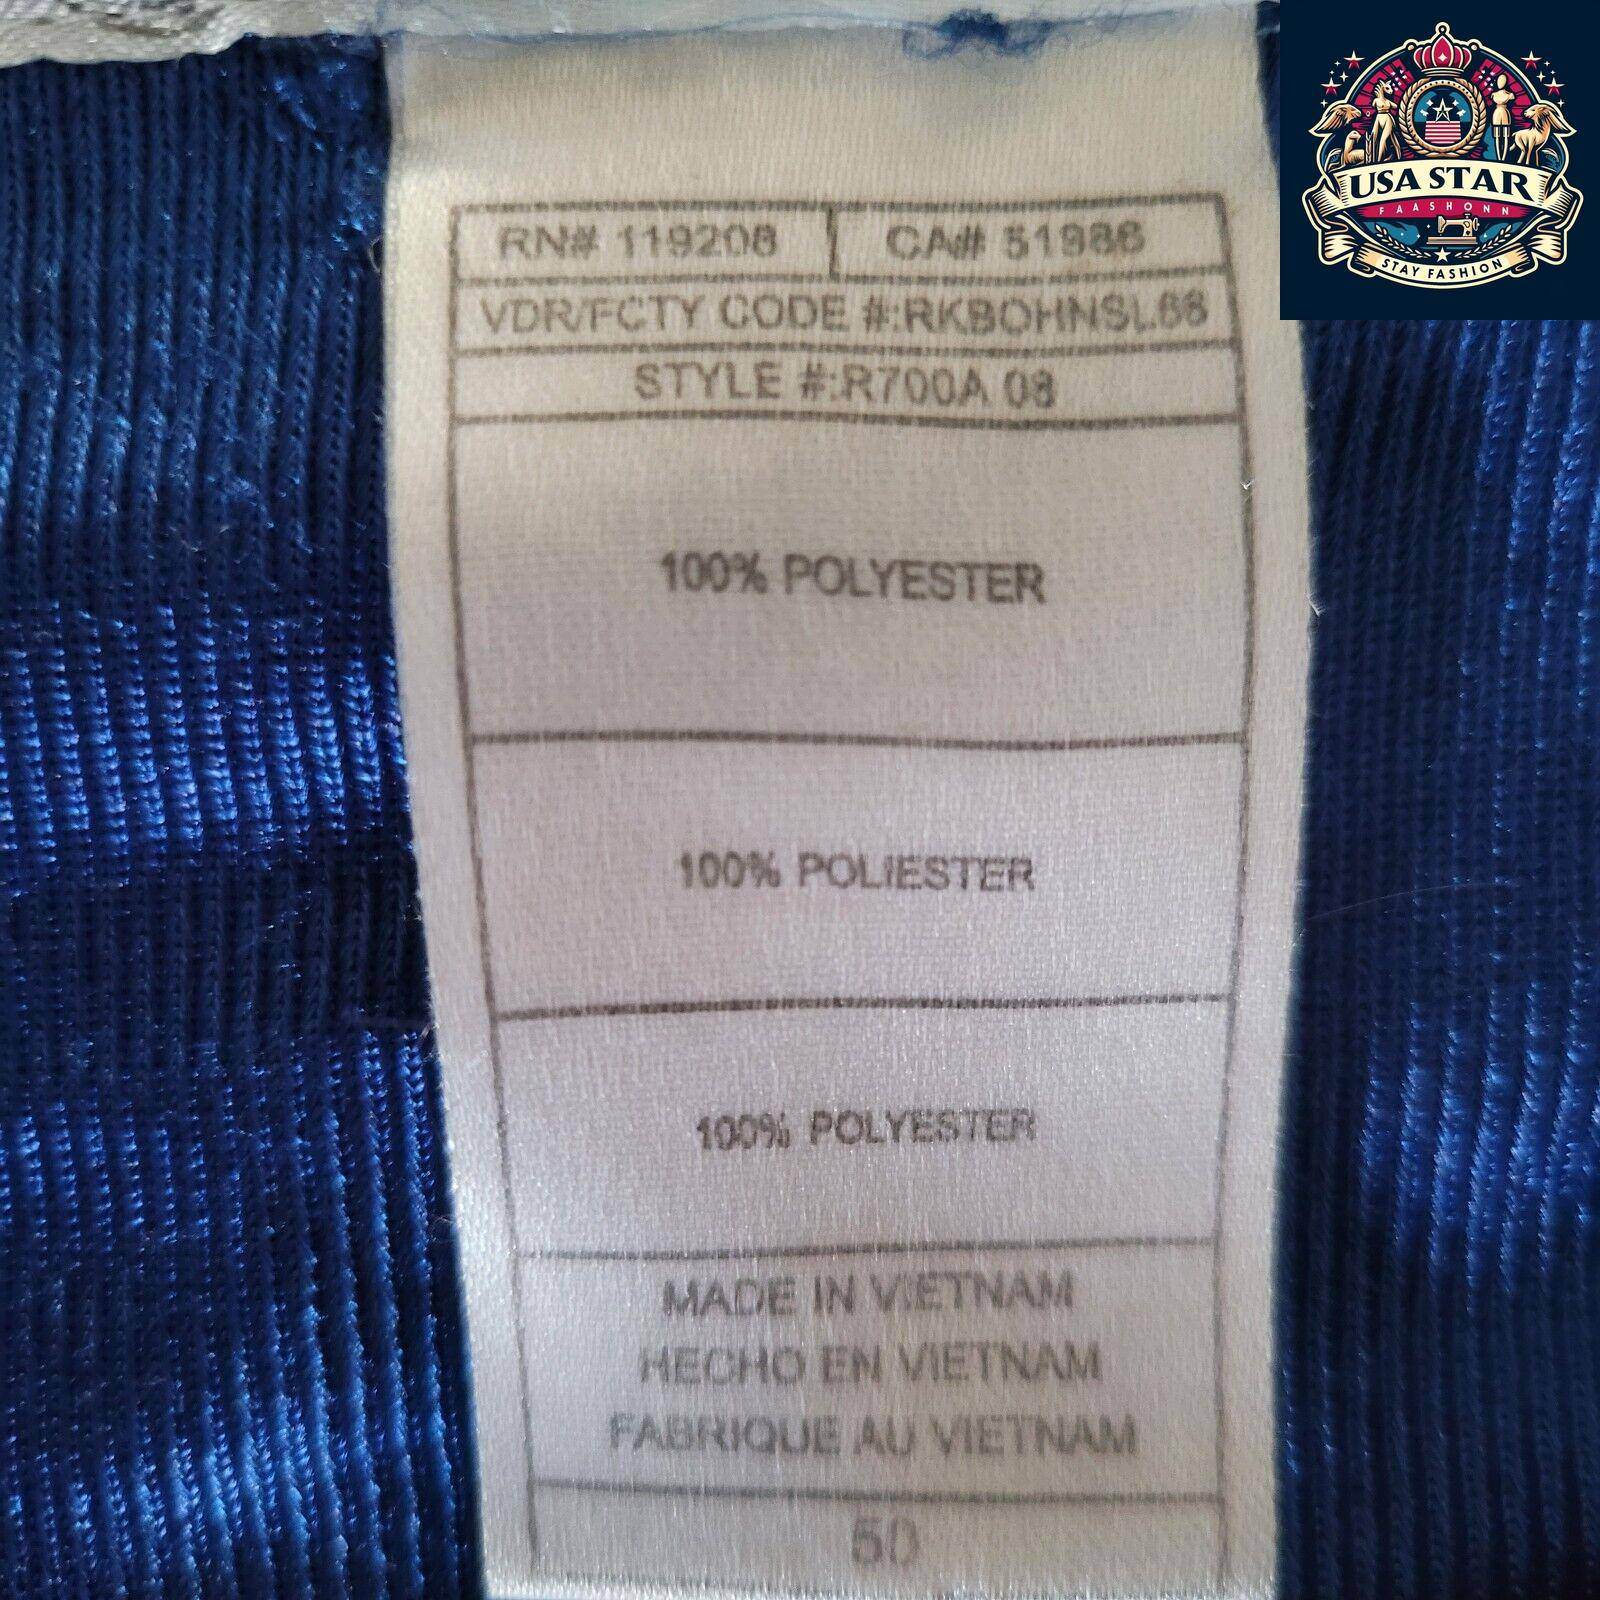 RN# 119208 CA# 51986
VDR/FCTY CODE #:RKBOHNSL66
STYLE #:R700A 08
100% POLYESTER
100% POLIESTER
100% POLYESTER
MADE IN VIETNAM
HECHO EN VIETNAM
FABRIQUE AU VIETNAM
50
USA STAR
FAASHONN
STAY FASHION